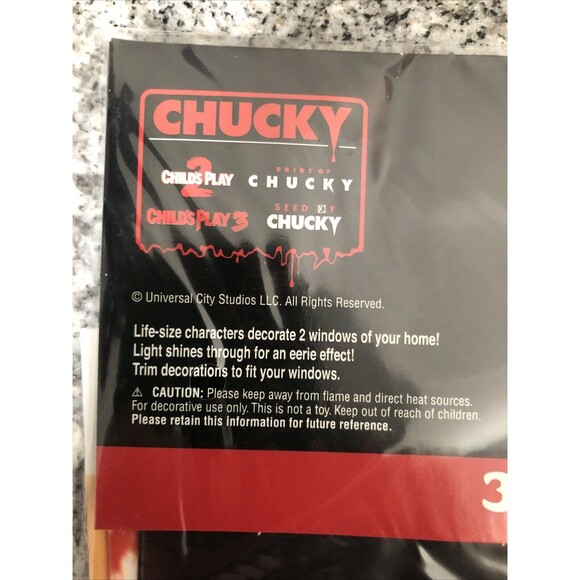 CHUCKY
CHILD'S PLAY 2
BRIDE OF
CHUCKY
CHILD'S PLAY 3
SEED OF
CHUCKY
© Universal City Studios LLC. All Rights Reserved.
Life-size characters decorate 2 windows of your home!
Light shines through for an eerie effect!
Trim decorations to fit your windows.
⚠ CAUTION: Please keep away from flame and direct heat sources.
For decorative use only. This is not a toy. Keep out of reach of children.
Please retain this information for future reference.
3